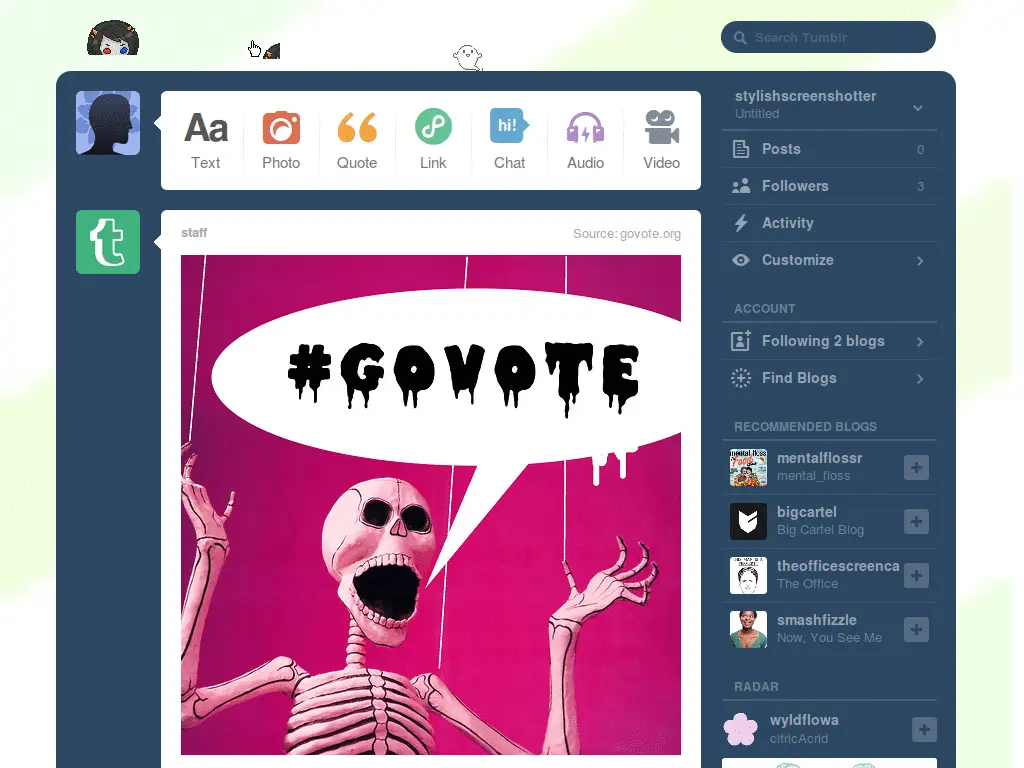 Search Tumblr
Aa
Text
Photo
Quote
Link
hi!
Chat
Audio
Video
staff
Source: govote.org
#GOVOTE
stylishscreenshotter
Untitled
Posts 0
Followers 3
Activity
Customize
ACCOUNT
Following 2 blogs
Find Blogs
RECOMMENDED BLOGS
mentalflossr
mental_floss
bigcartel
Big Cartel Blog
theofficescreenca
The Office
smashfizzle
Now, You See Me
RADAR
wyldflowa
citricAcrid